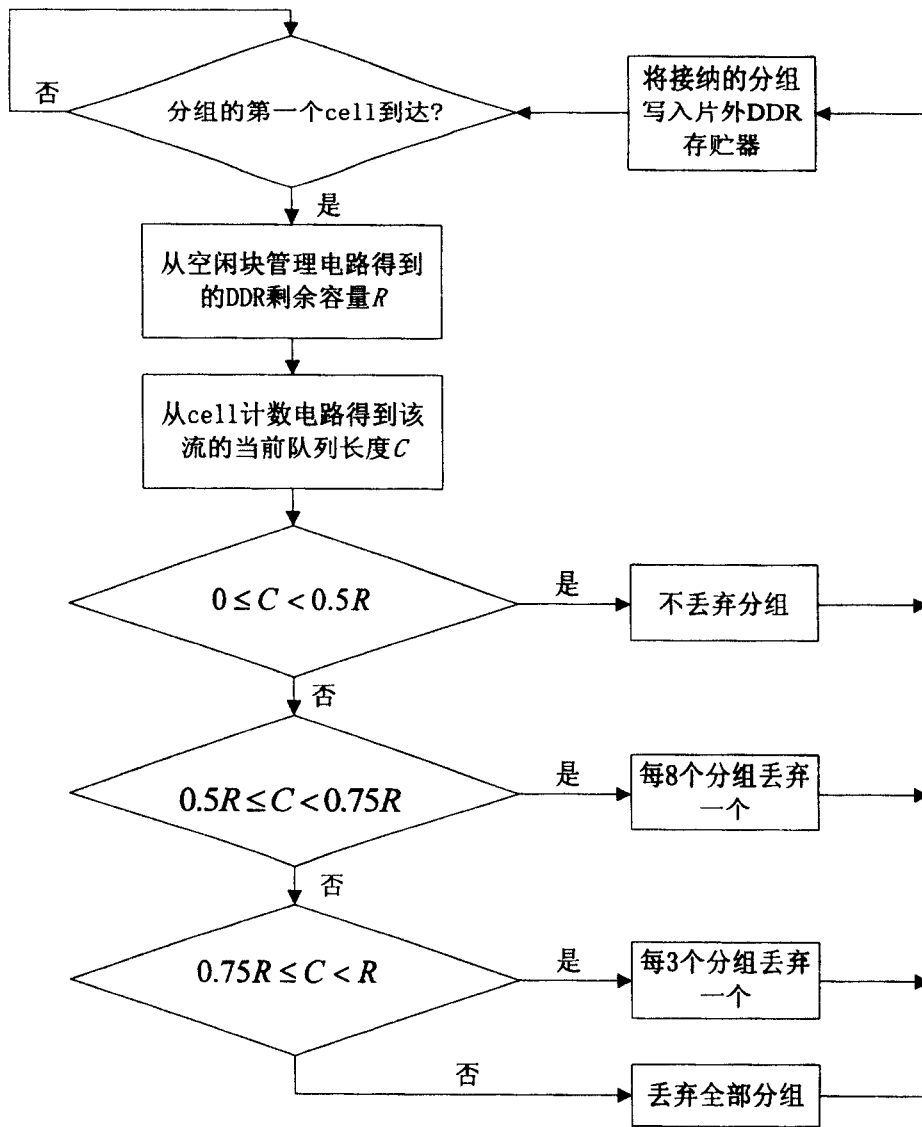 分组的第一个cell到达?
否
将接纳的分组
写入片外DDR
存贮器
是
从空闲块管理电路得到
的DDR剩余容量R
从cell计数电路得到该
流的当前队列长度C
0≤C<0.5R
是
不丢弃分组
否
0.5R≤C<0.75R
是
每8个分组丢弃
一个
否
0.75R≤C<R
是
每3个分组丢弃
一个
否
丢弃全部分组